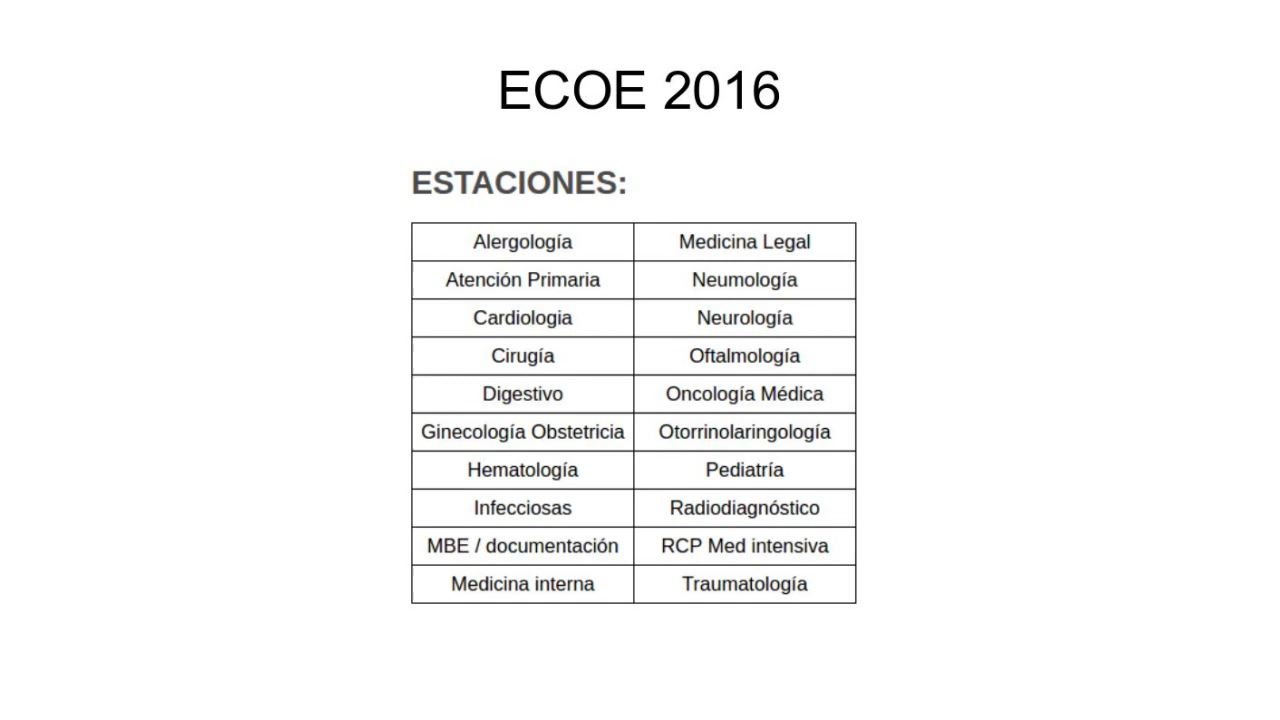 ECOE 2016
ESTACIONES:
Alergología Medicina Legal
Atención Primaria Neumología
Cardiologia Neurología
Cirugía Oftalmología
Digestivo Oncología Médica
Ginecología Obstetricia Otorrinolaringología
Hematología Pediatría
Infecciosas Radiodiagnóstico
MBE / documentación RCP Med intensiva
Medicina interna Traumatología